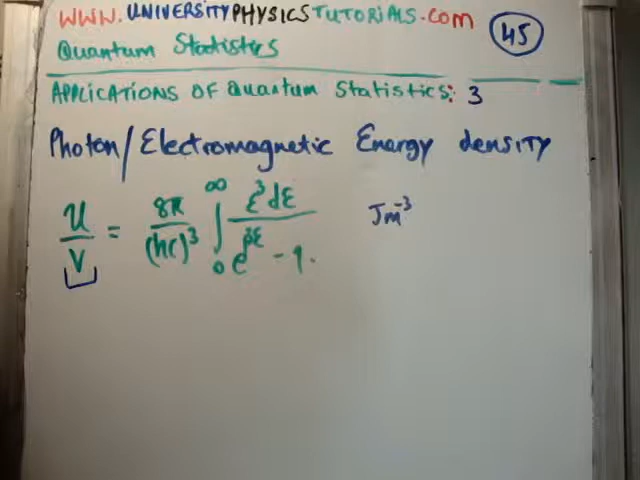 WWW.UNIVERSITYPHYSICSTUTORIALS.COM
Quantum Statistics
45
APPLICATIONS OF Quantum Statistics: 3
Photon/Electromagnetic Energy density
U/V = 8π/(hc)³ ∫₀^∞ ε³dε/(e^βε - 1). Jm⁻³